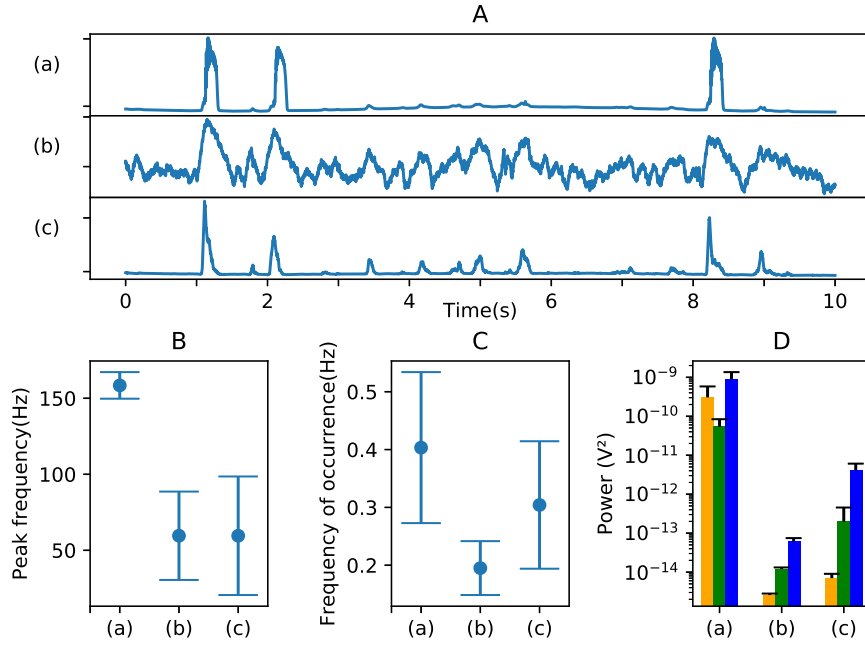 A
(a)
(b)
(c)
0 2 4 6 8 10
Time(s)
B
Peak frequency(Hz)
150
100
50
(a) (b) (c)
C
Frequency of occurrence(Hz)
0.5
0.4
0.3
0.2
(a) (b) (c)
D
Power (V²)
10⁻⁹
10⁻¹⁰
10⁻¹¹
10⁻¹²
10⁻¹³
10⁻¹⁴
(a) (b) (c)